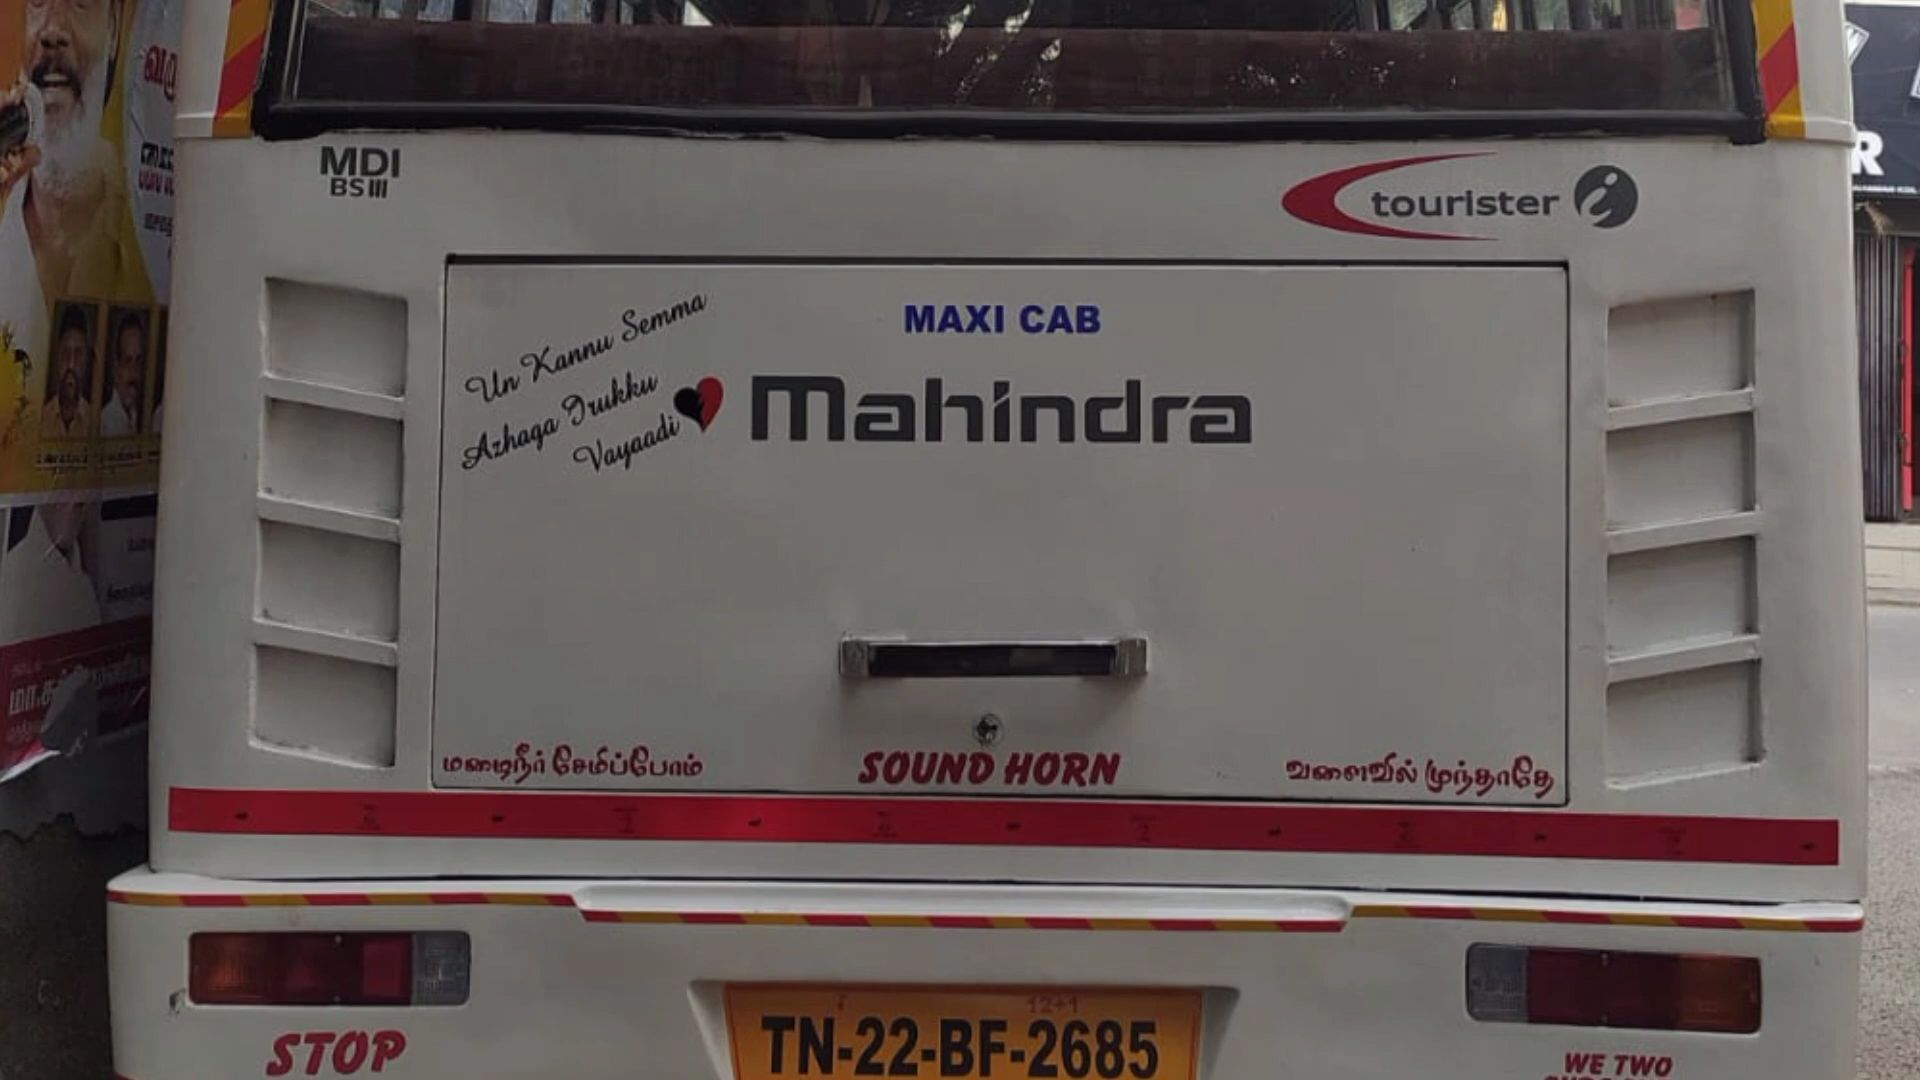 MDI
BS III
tourister
MAXI CAB
Un Kannu Semma
Azhaga Irukku
Vayaadi
mahindra
மழைநீர் சேமிப்போம்
SOUND HORN
வளைவில் முந்தாதே
12+1
TN-22-BF-2685
STOP
WE TWO
R